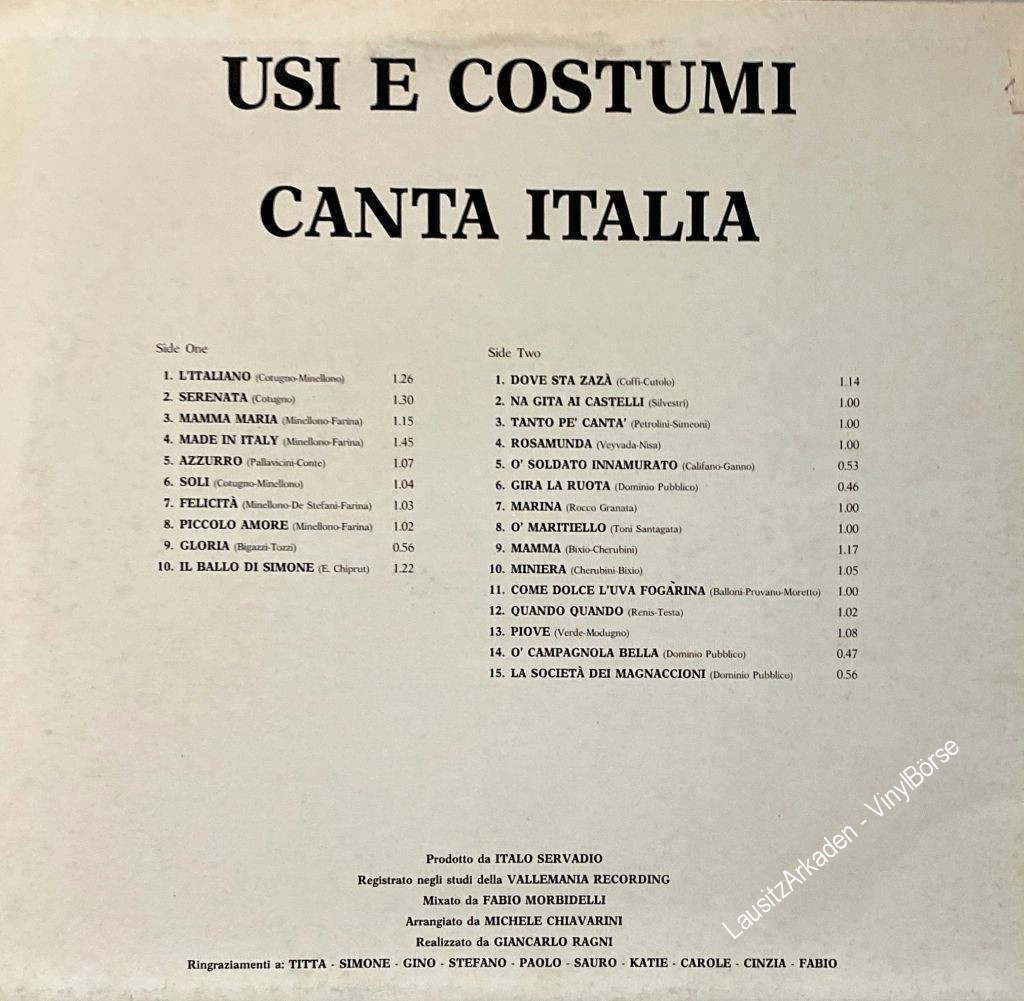 USI E COSTUMI
CANTA ITALIA
Side One
1. L'ITALIANO (Cotugno-Minellono) 1.26
2. SERENATA (Cotugno) 1.30
3. MAMMA MARIA (Minellono-Farina) 1.15
4. MADE IN ITALY (Minellono-Farina) 1.45
5. AZZURRO (Pallavicini-Conte) 1.07
6. SOLI (Cotugno-Minellono) 1.04
7. FELICITÀ (Minellono-De Stefani-Farina) 1.03
8. PICCOLO AMORE (Minellono-Farina) 1.02
9. GLORIA (Bigazzi-Tozzi) 0.56
10. IL BALLO DI SIMONE (E. Chiprut) 1.22
Side Two
1. DOVE STA ZAZÀ (Coffi-Cutolo) 1.14
2. NA GITA AI CASTELLI (Silvestri) 1.00
3. TANTO PE' CANTA' (Petrolini-Simeoni) 1.00
4. ROSAMUNDA (Veyvada-Nisa) 1.00
5. O' SOLDATO INNAMURATO (Califano-Ganno) 0.53
6. GIRA LA RUOTA (Dominio Pubblico) 0.46
7. MARINA (Rocco Granata) 1.00
8. O' MARITIELLO (Toni Santagata) 1.00
9. MAMMA (Bixio-Cherubini) 1.17
10. MINIERA (Cherubini-Bixio) 1.05
11. COME DOLCE L'UVA FOGÀRINA (Balloni-Provano-Moretto) 1.00
12. QUANDO QUANDO (Renis-Testa) 1.02
13. PIOVE (Verde-Modugno) 1.08
14. O' CAMPAGNOLA BELLA (Dominio Pubblico) 0.47
15. LA SOCIETÀ DEI MAGNACCIONI (Dominio Pubblico) 0.56
Prodotto da ITALO SERVADIO
Registrato negli studi della VALLEMANIA RECORDING
Mixato da FABIO MORBIDELLI
Arrangiato da MICHELE CHIAVARINI
Realizzato da GIANCARLO RAGNI
Ringraziamenti a: TITTA - SIMONE - GINO - STEFANO - PAOLO - SAURO - KATIE - CAROLE - CINZIA - FABIO
LausitzArkaden - VinylBörse